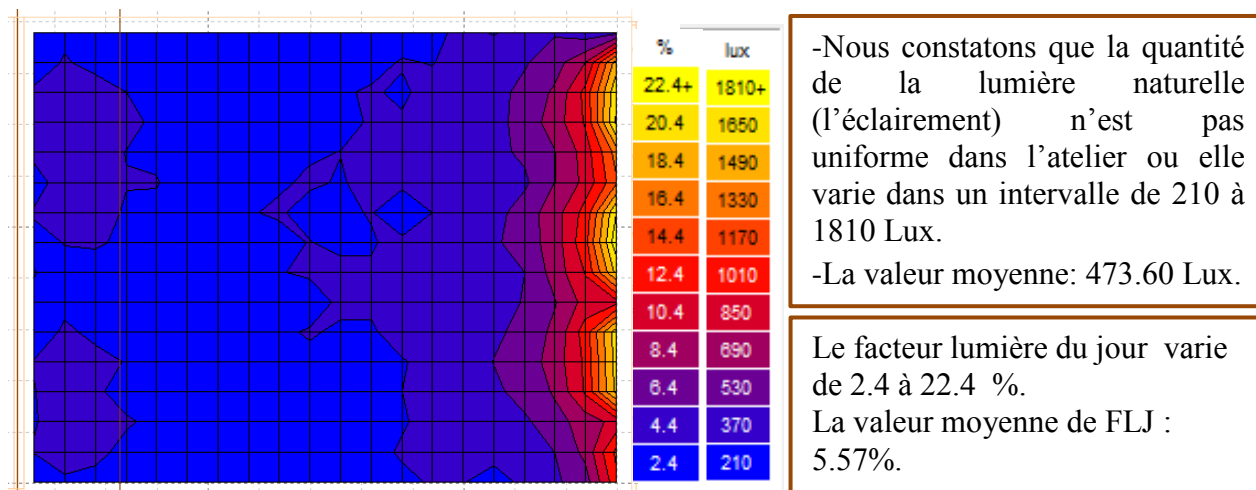 % lux
22.4+ 1810+
20.4 1650
18.4 1490
16.4 1330
14.4 1170
12.4 1010
10.4 850
8.4 690
6.4 530
4.4 370
2.4 210
-Nous constatons que la quantité
de la lumière naturelle
(l’éclairement) n’est pas
uniforme dans l’atelier ou elle
varie dans un intervalle de 210 à
1810 Lux.
-La valeur moyenne: 473.60 Lux.
Le facteur lumière du jour varie
de 2.4 à 22.4 %.
La valeur moyenne de FLJ :
5.57%.